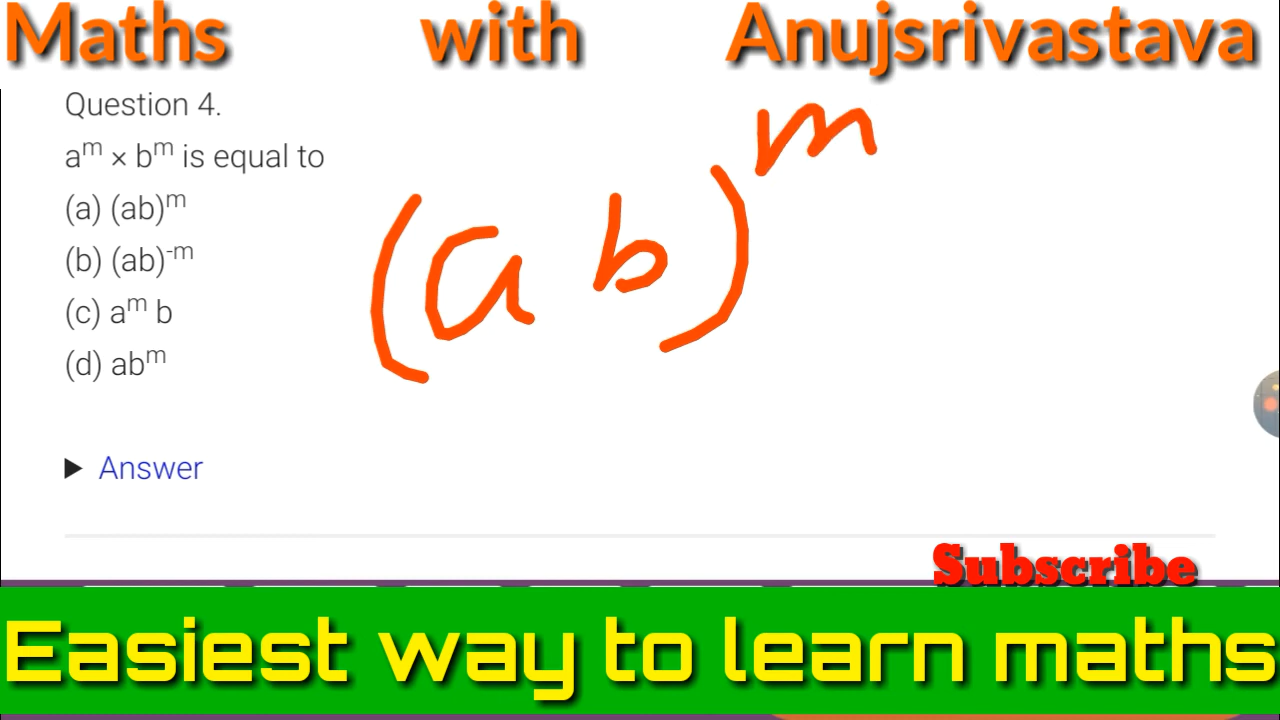 Maths with Anujsrivastava
Question 4.
aᵐ × bᵐ is equal to
(a) (ab)ᵐ
(b) (ab)⁻ᵐ
(c) aᵐ b
(d) abᵐ
(a b)ᵐ
▶ Answer
Subscribe
Easiest way to learn maths